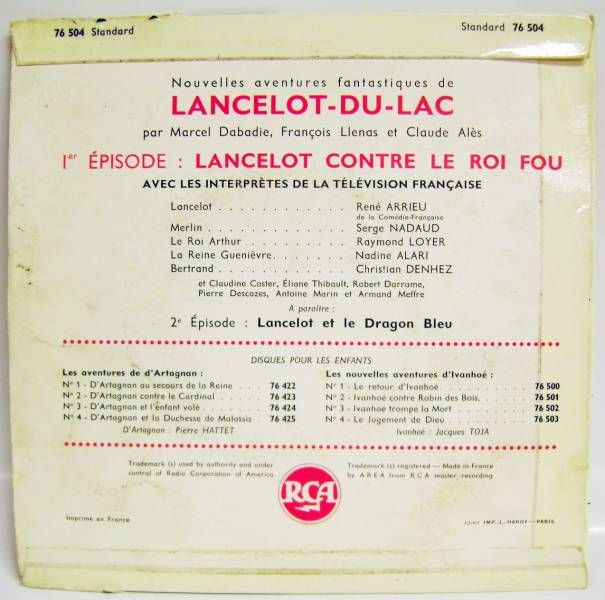 76 504 Standard
Standard 76 504
Nouvelles aventures fantastiques de
LANCELOT-DU-LAC
par Marcel Dabadie, François Llenas et Claude Alès
1er ÉPISODE : LANCELOT CONTRE LE ROI FOU
AVEC LES INTERPRÈTES DE LA TÉLÉVISION FRANÇAISE
Lancelot . . . . . . . . . . . . . René ARRIEU
de la Comédie-Française
Merlin . . . . . . . . . . . . . . Serge NADAUD
Le Roi Arthur . . . . . . . . . . Raymond LOYER
La Reine Guenièvre . . . . . . . . Nadine ALARI
Bertrand . . . . . . . . . . . . . Christian DENHEZ
et Claudine Coster, Éliane Thibault, Robert Darrame,
Pierre Descazes, Antoine Marin et Armand Meffre
A paraître :
2e Épisode : Lancelot et le Dragon Bleu
DISQUES POUR LES ENFANTS
Les aventures de d'Artagnan :
N° 1 - D'Artagnan au secours de la Reine . . 76 422
N° 2 - D'Artagnan contre le Cardinal . . . 76 423
N° 3 - D'Artagnan et l'enfant volé . . . . 76 424
N° 4 - D'Artagnan et la Duchesse de Malossis 76 425
D'Artagnan : Pierre HATTET
Les nouvelles aventures d'Ivanhoé :
N° 1 - Le retour d'Ivanhoé . . . . . . . 76 500
N° 2 - Ivanhoé contre Robin des Bois . . . 76 501
N° 3 - Ivanhoé trompe la Mort . . . . . . 76 502
N° 4 - Le Jugement de Dieu . . . . . . . 76 503
Ivanhoé : Jacques TOJA
Trademark (s) used by authority and under
control of Radio Corporation of America
RCA
Trademark (s) registered — Made in France
by A R E A from R C A master recording
Imprimé en France
IMP. L. HARDY — PARIS